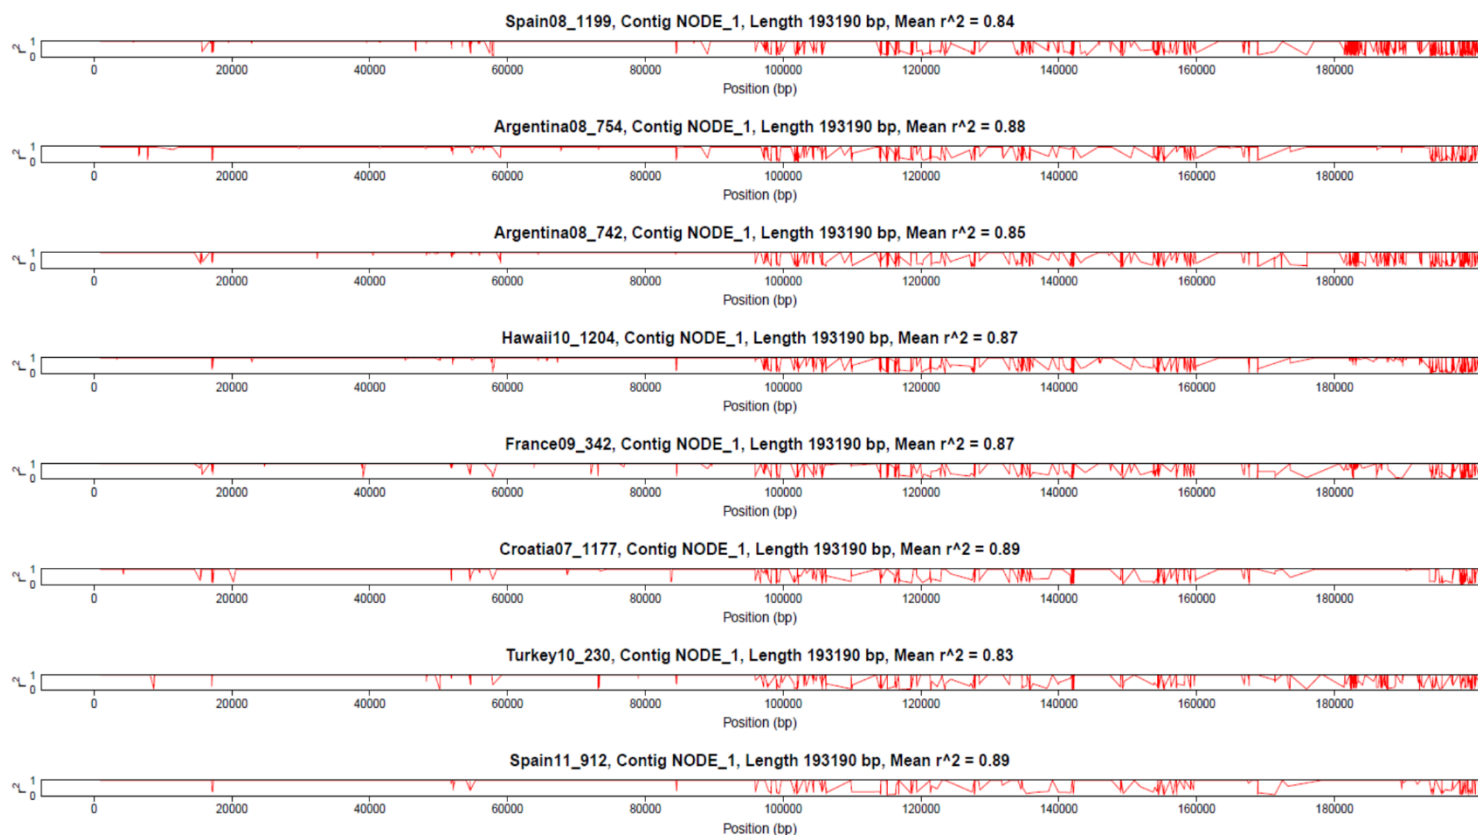 Spain08_1199, Contig NODE_1, Length 193190 bp, Mean r^2 = 0.84
r^2
1
0
0 20000 40000 60000 80000 100000 120000 140000 160000 180000
Position (bp)
Argentina08_754, Contig NODE_1, Length 193190 bp, Mean r^2 = 0.88
r^2
1
0
0 20000 40000 60000 80000 100000 120000 140000 160000 180000
Position (bp)
Argentina08_742, Contig NODE_1, Length 193190 bp, Mean r^2 = 0.85
r^2
1
0
0 20000 40000 60000 80000 100000 120000 140000 160000 180000
Position (bp)
Hawaii10_1204, Contig NODE_1, Length 193190 bp, Mean r^2 = 0.87
r^2
1
0
0 20000 40000 60000 80000 100000 120000 140000 160000 180000
Position (bp)
France09_342, Contig NODE_1, Length 193190 bp, Mean r^2 = 0.87
r^2
1
0
0 20000 40000 60000 80000 100000 120000 140000 160000 180000
Position (bp)
Croatia07_1177, Contig NODE_1, Length 193190 bp, Mean r^2 = 0.89
r^2
1
0
0 20000 40000 60000 80000 100000 120000 140000 160000 180000
Position (bp)
Turkey10_230, Contig NODE_1, Length 193190 bp, Mean r^2 = 0.83
r^2
1
0
0 20000 40000 60000 80000 100000 120000 140000 160000 180000
Position (bp)
Spain11_912, Contig NODE_1, Length 193190 bp, Mean r^2 = 0.89
r^2
1
0
0 20000 40000 60000 80000 100000 120000 140000 160000 180000
Position (bp)